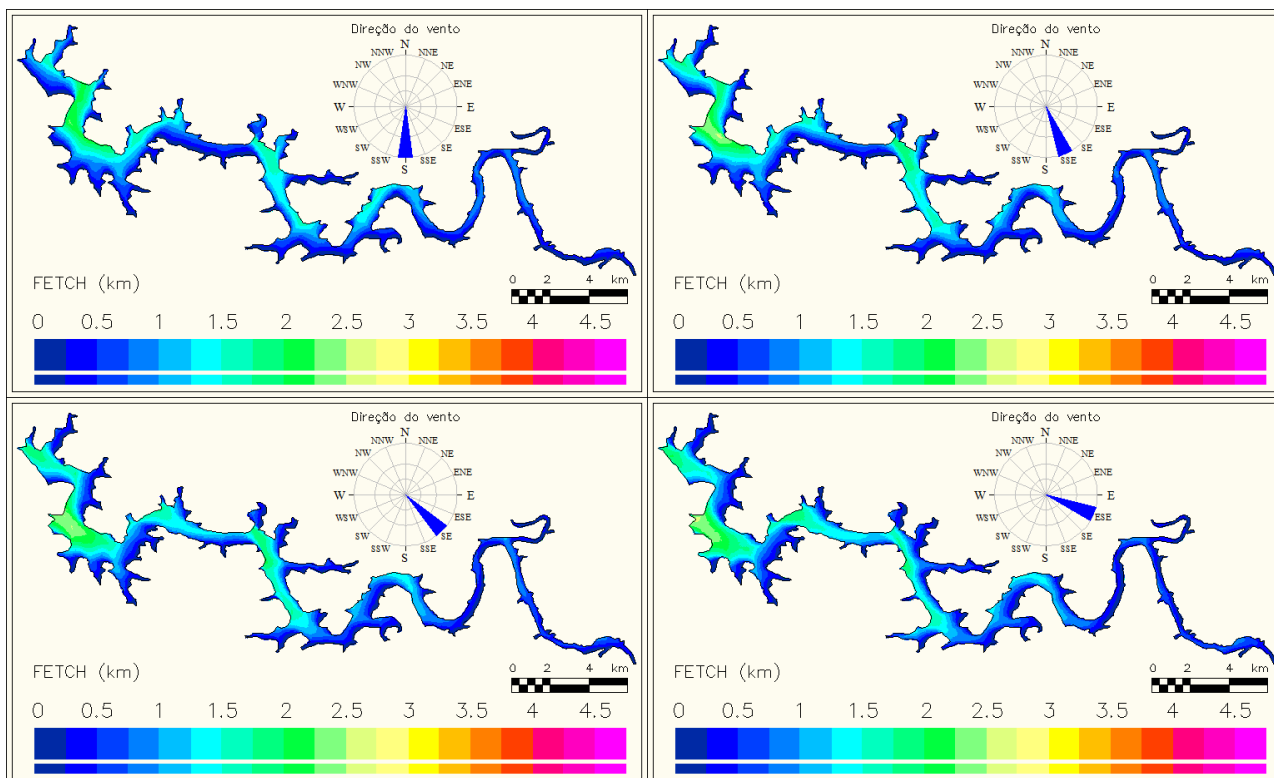 Direção do vento
N
NNW NNE
NW NE
WNW ENE
W E
WSW ESE
SW SE
SSW SSE
S
FETCH (km)
0 2 4 km
0 0.5 1 1.5 2 2.5 3 3.5 4 4.5
Direção do vento
N
NNW NNE
NW NE
WNW ENE
W E
WSW ESE
SW SE
SSW SSE
S
FETCH (km)
0 2 4 km
0 0.5 1 1.5 2 2.5 3 3.5 4 4.5
Direção do vento
N
NNW NNE
NW NE
WNW ENE
W E
WSW ESE
SW SE
SSW SSE
S
FETCH (km)
0 2 4 km
0 0.5 1 1.5 2 2.5 3 3.5 4 4.5
Direção do vento
N
NNW NNE
NW NE
WNW ENE
W E
WSW ESE
SW SE
SSW SSE
S
FETCH (km)
0 2 4 km
0 0.5 1 1.5 2 2.5 3 3.5 4 4.5